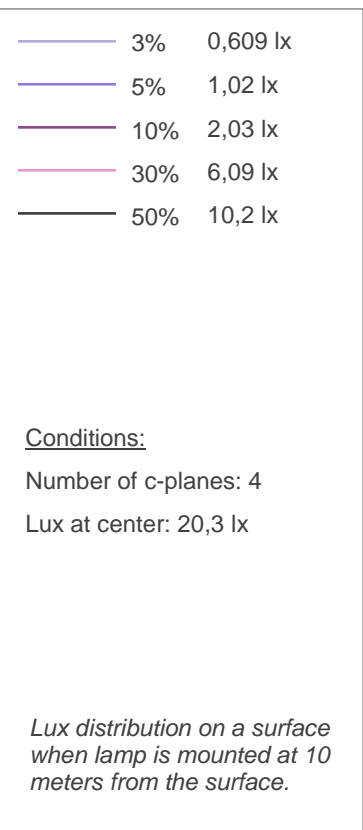 3% 0,609 lx
5% 1,02 lx
10% 2,03 lx
30% 6,09 lx
50% 10,2 lx
Conditions:
Number of c-planes: 4
Lux at center: 20,3 lx
Lux distribution on a surface
when lamp is mounted at 10
meters from the surface.